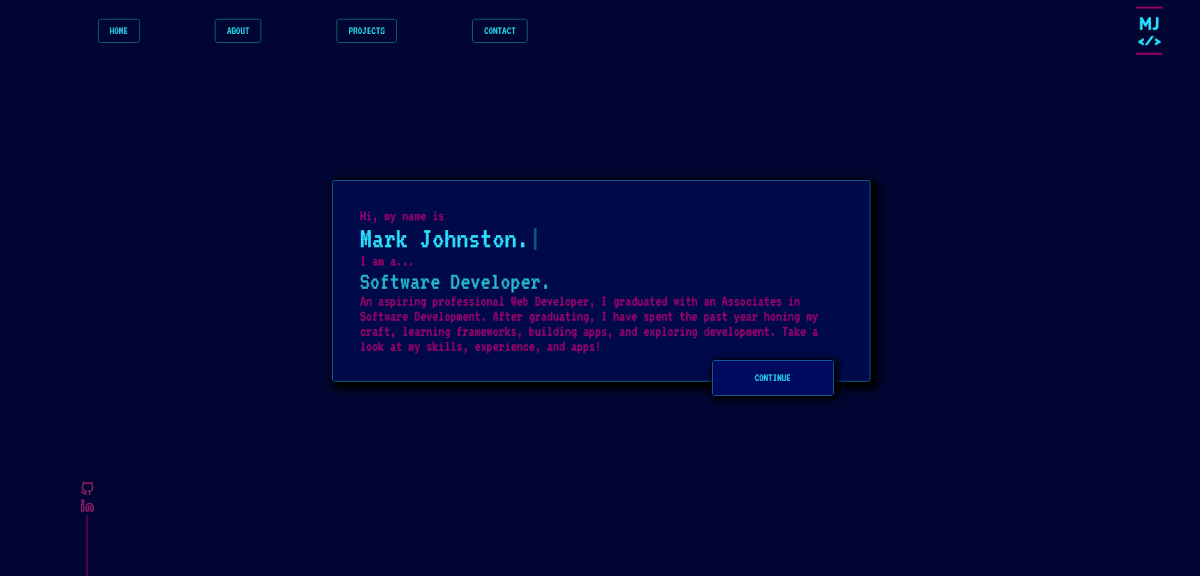 HOME
ABOUT
PROJECTS
CONTACT
MJ
</>
Hi, my name is
Mark Johnston.
I am a...
Software Developer.
An aspiring professional Web Developer, I graduated with an Associates in
Software Development. After graduating, I have spent the past year honing my
craft, learning frameworks, building apps, and exploring development. Take a
look at my skills, experience, and apps!
CONTINUE
in